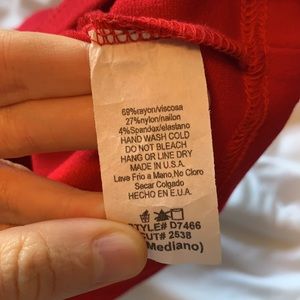 69%rayon/viscosa
27%nylon/nailon
4%Spandex/elastano
HAND WASH COLD
DO NOT BLEACH
HANG OR LINE DRY
MADE IN U.S.A.
Lave Frio a Mano, No Cloro
Secar Colgado
HECHO EN E.U.A.
STYLE# D7466
CUT# 2538
(Mediano)